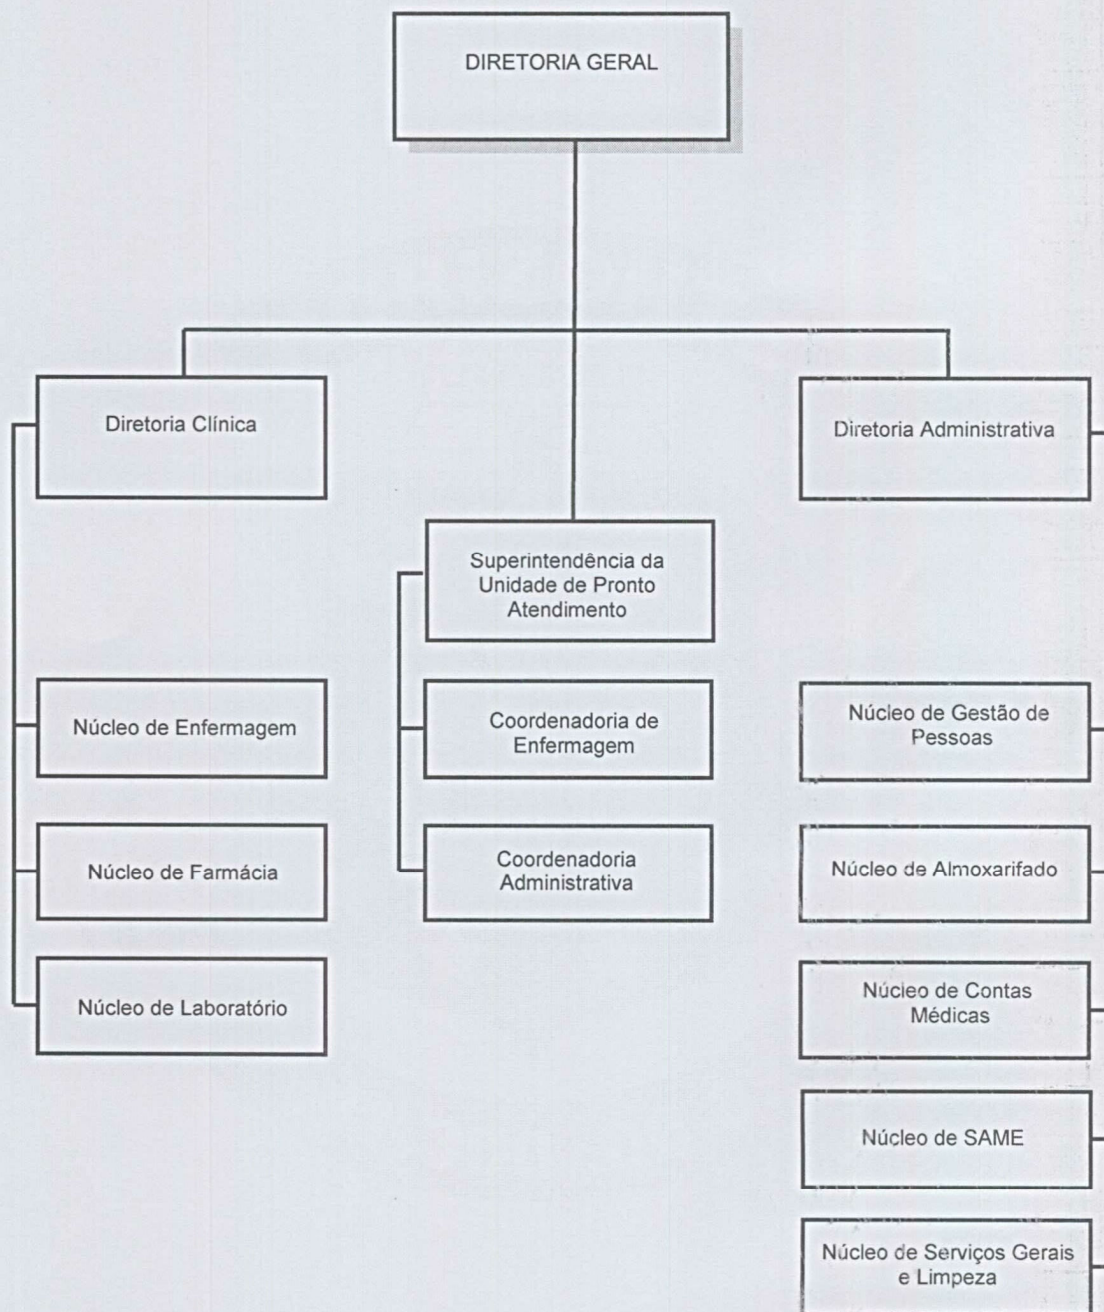 DIRETORIA GERAL
Diretoria Clínica
Diretoria Administrativa
Superintendência da
Unidade de Pronto
Atendimento
Núcleo de Enfermagem
Coordenadoria de
Enfermagem
Núcleo de Gestão de
Pessoas
Núcleo de Farmácia
Coordenadoria
Administrativa
Núcleo de Almoxarifado
Núcleo de Laboratório
Núcleo de Contas
Médicas
Núcleo de SAME
Núcleo de Serviços Gerais
e Limpeza